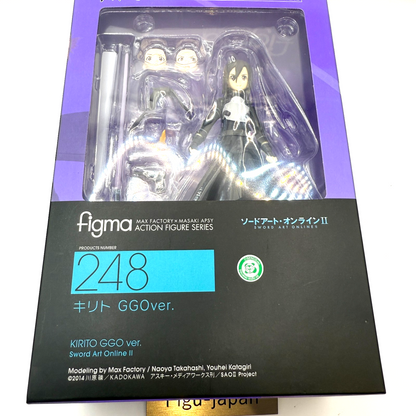 figma
MAX FACTORY × MASAKI APSY
ACTION FIGURE SERIES
ソードアート・オンラインII
SWORD ART ONLINE II
PRODUCTS NUMBER
248
キリト GGOver.
KIRITO GGO ver.
Sword Art Online II
Modeling by Max Factory / Naoya Takahashi, Youhei Katagiri
©2014 川原 礫/KADOKAWA アスキー・メディアワークス刊/SAOII Project
Figu-japan